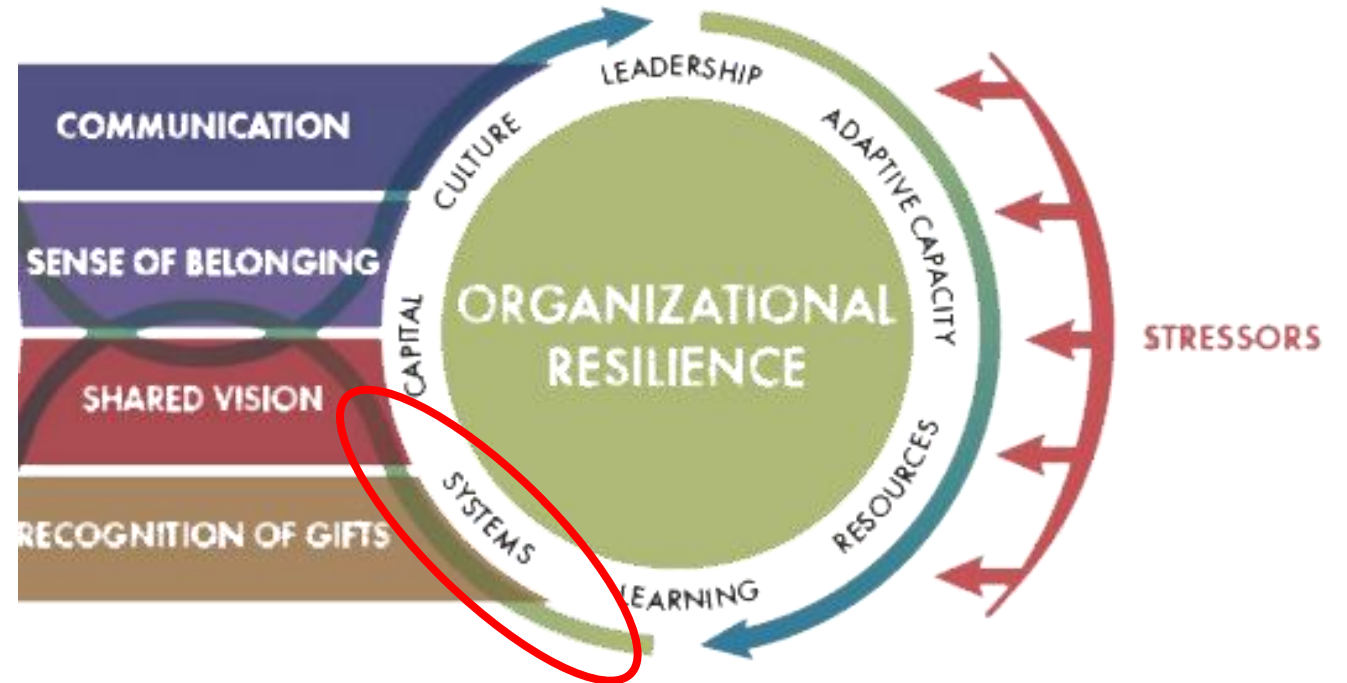 COMMUNICATION
SENSE OF BELONGING
SHARED VISION
RECOGNITION OF GIFTS
LEADERSHIP
ADAPTIVE CAPACITY
RESOURCES
LEARNING
SYSTEMS
CAPITAL
CULTURE
ORGANIZATIONAL
RESILIENCE
STRESSORS